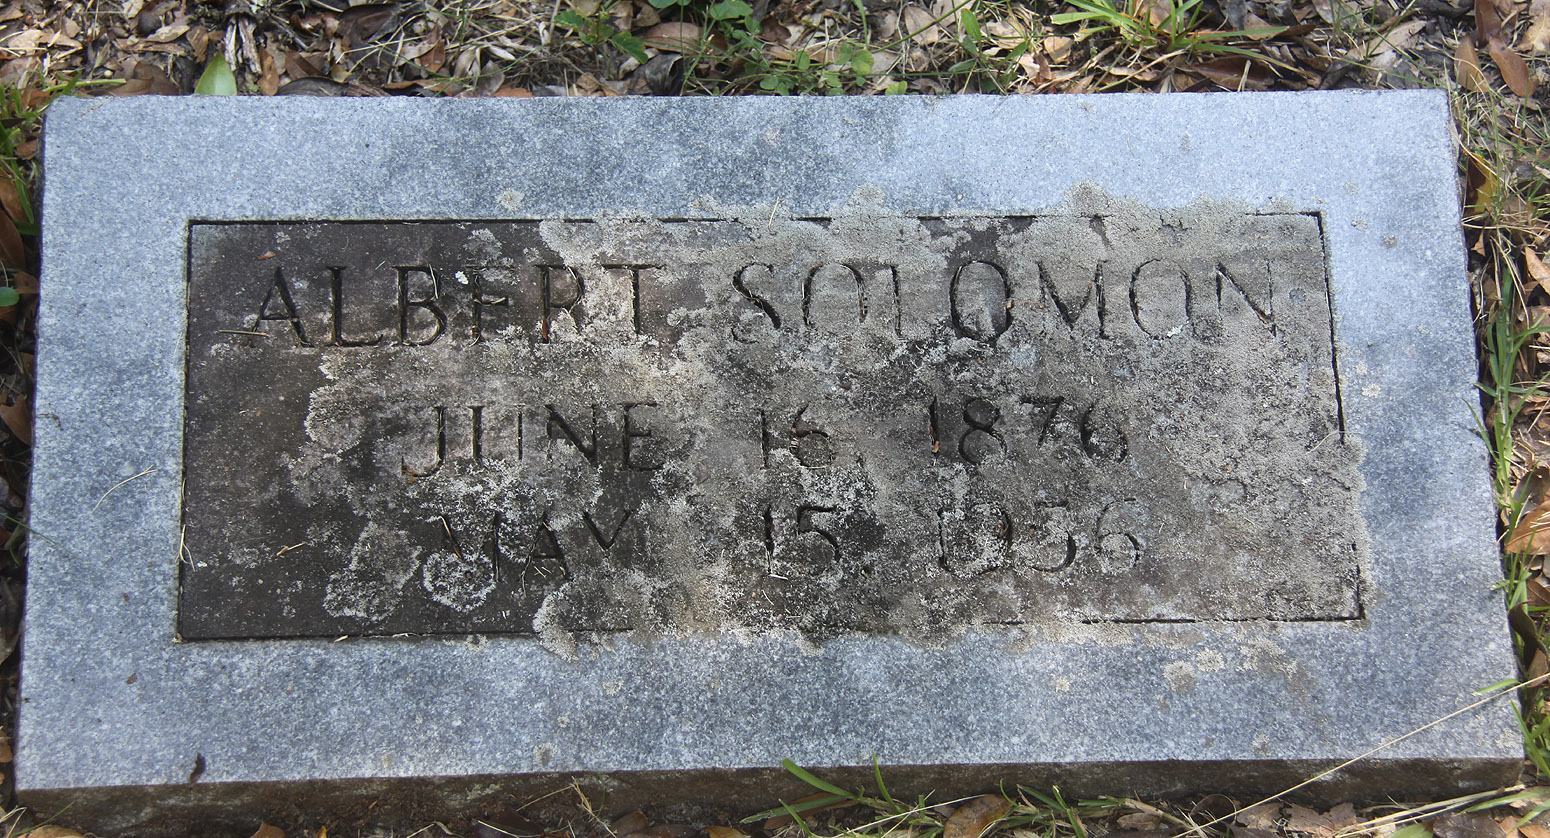 ALBERT SOLOMON
JUNE 16, 1876
MAY 15, 1956